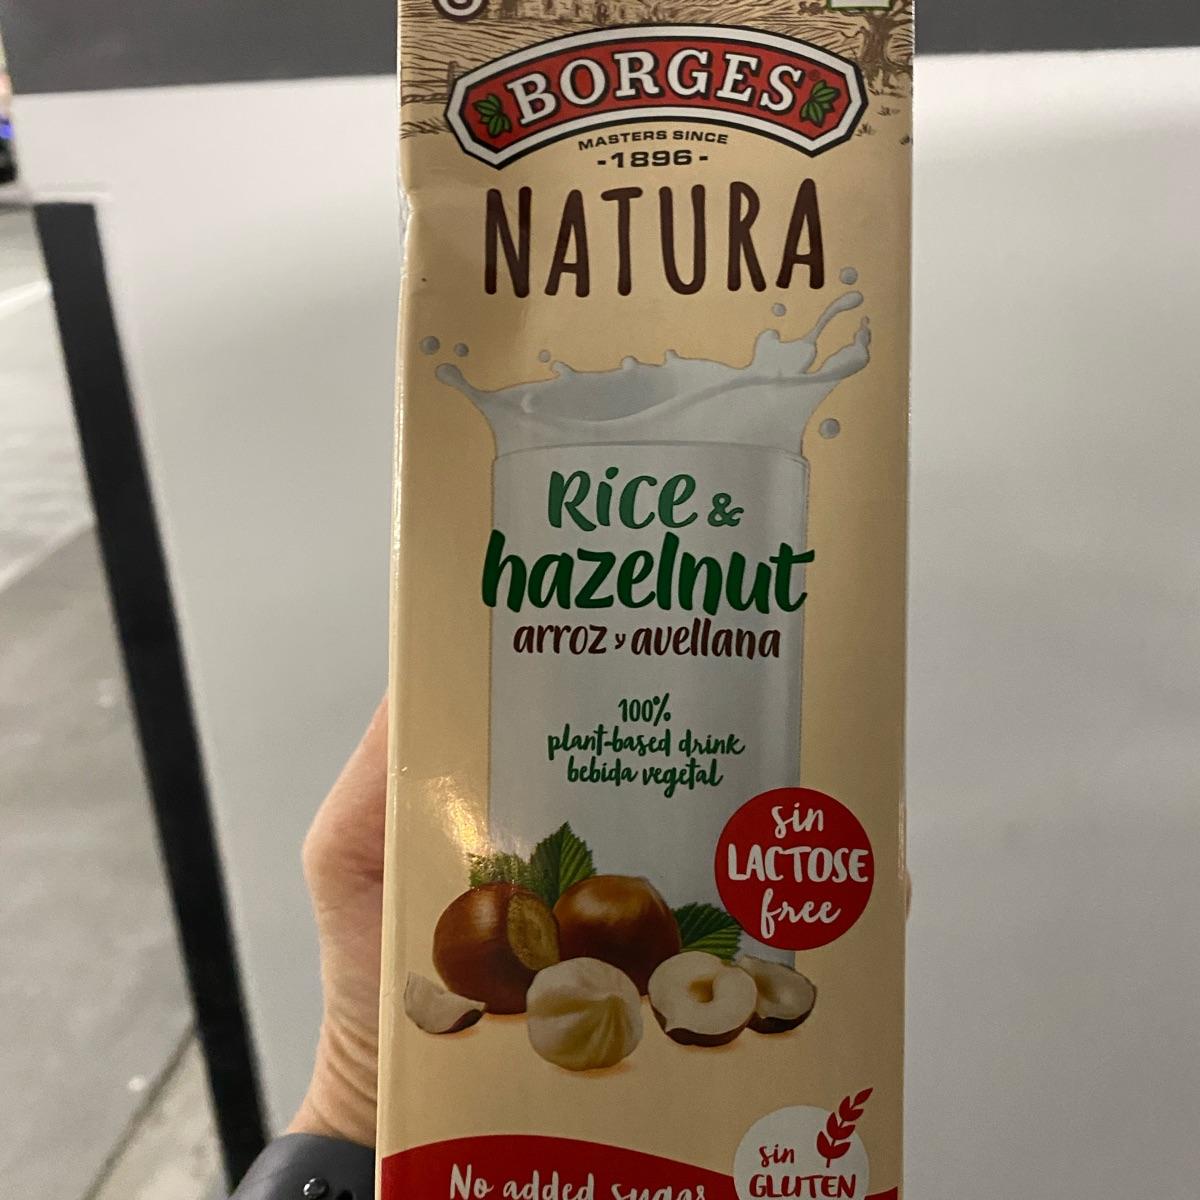 BORGES
MASTERS SINCE
-1896-
NATURA
Rice &
hazelnut
arroz y avellana
100%
plant-based drink
bebida vegetal
sin
LACTOSE
free
sin
GLUTEN
No added sugar